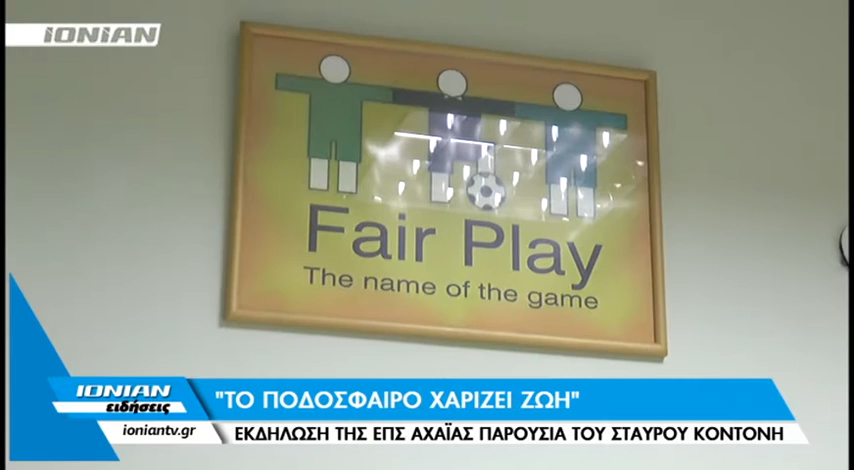 IONIAN
Fair Play
The name of the game
IONIAN
ειδήσεις
"ΤΟ ΠΟΔΟΣΦΑΙΡΟ ΧΑΡΙΖΕΙ ΖΩΗ"
ioniantv.gr
ΕΚΔΗΛΩΣΗ ΤΗΣ ΕΠΣ ΑΧΑΪΑΣ ΠΑΡΟΥΣΙΑ ΤΟΥ ΣΤΑΥΡΟΥ ΚΟΝΤΟΝΗ